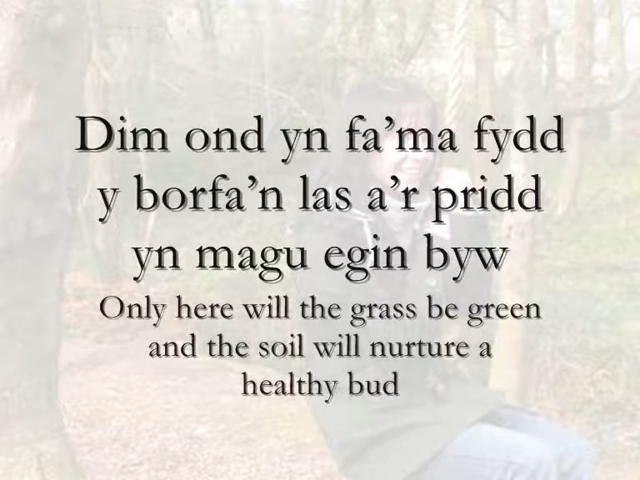 Dim ond yn fa’ma fydd
y borfa’n las a’r pridd
yn magu egin byw
Only here will the grass be green
and the soil will nurture a
healthy bud